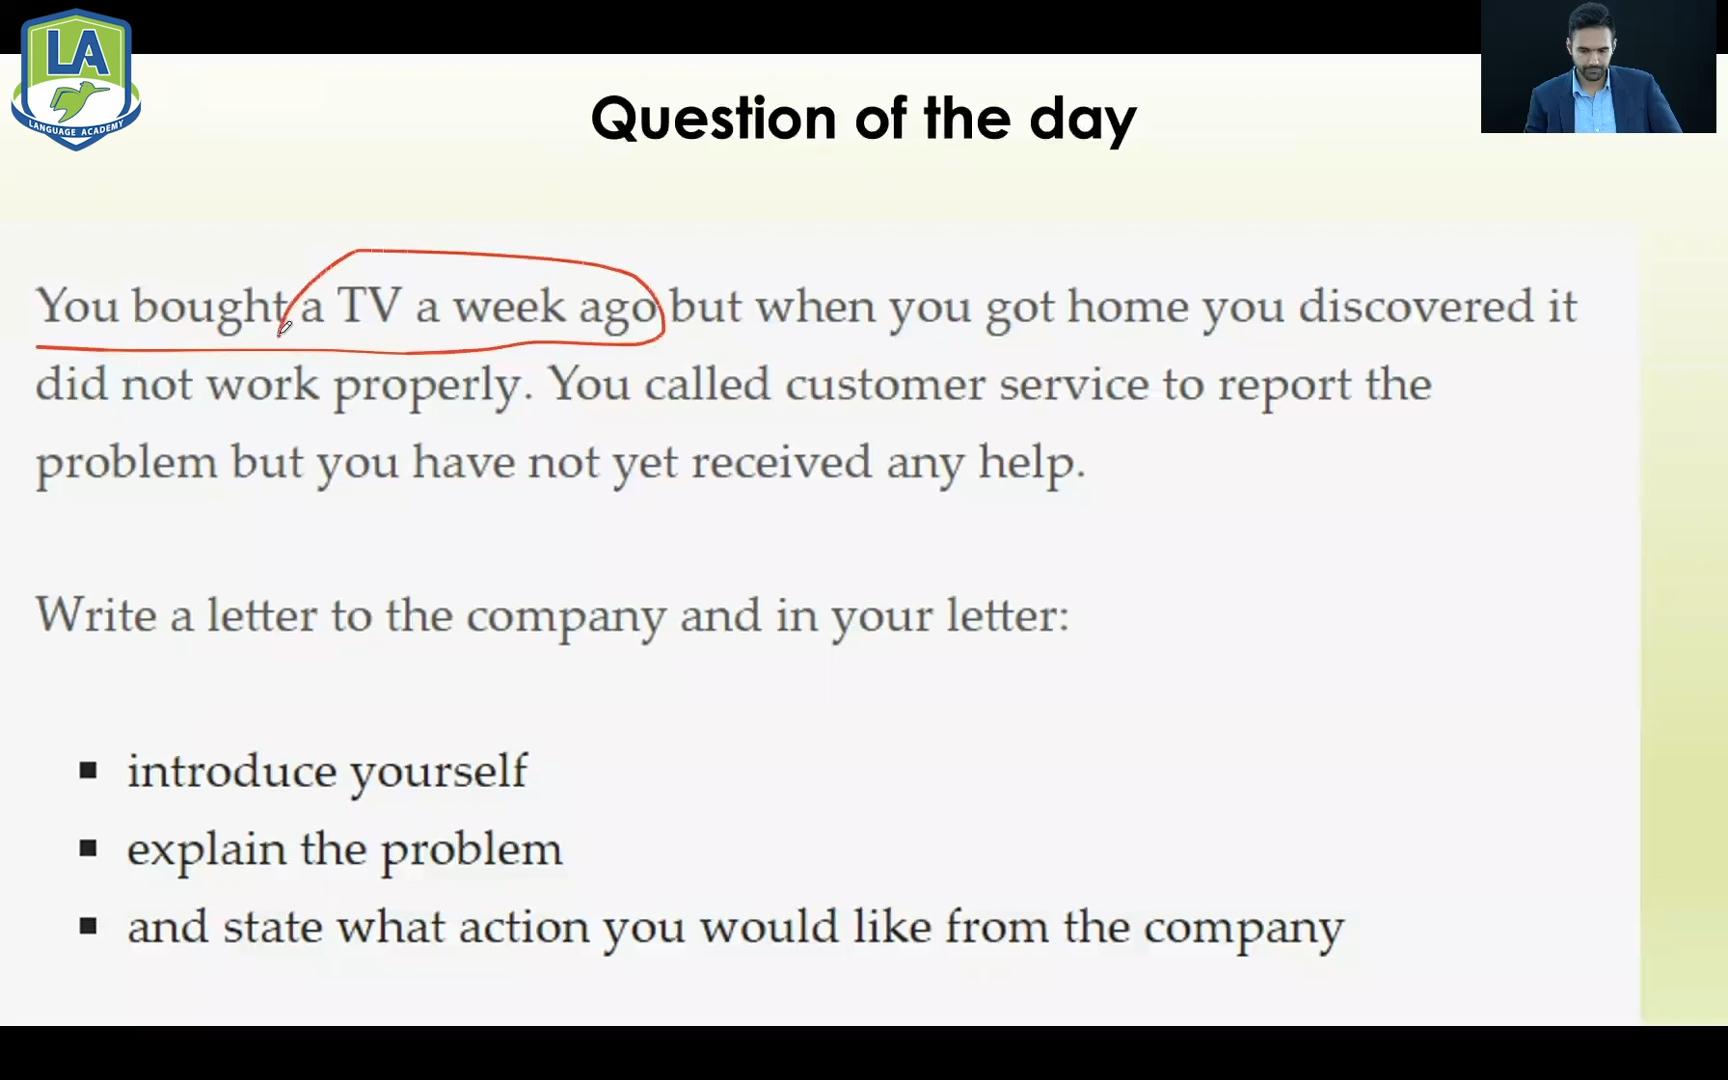 LA
LANGUAGE ACADEMY
Question of the day
You bought a TV a week ago but when you got home you discovered it
did not work properly. You called customer service to report the
problem but you have not yet received any help.
Write a letter to the company and in your letter:
▪ introduce yourself
▪ explain the problem
▪ and state what action you would like from the company